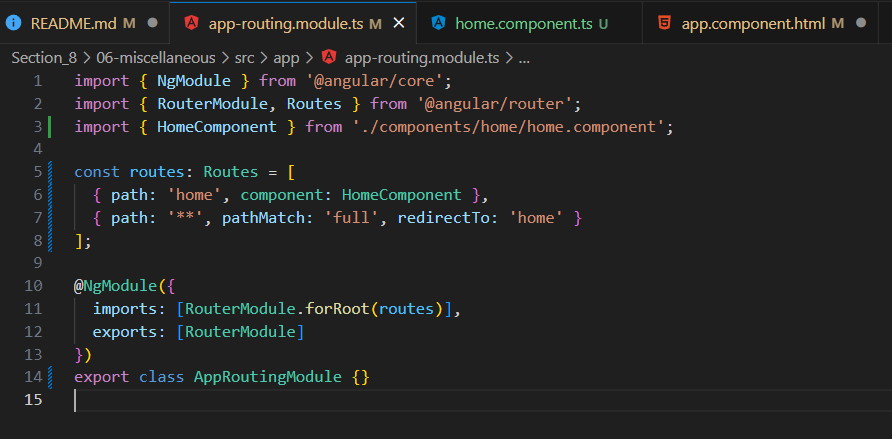 README.md M app-routing.module.ts M home.component.ts U app.component.html M
Section_8 > 06-miscellaneous > src > app > app-routing.module.ts > ...
1 import { NgModule } from '@angular/core';
2 import { RouterModule, Routes } from '@angular/router';
3 import { HomeComponent } from './components/home/home.component';
4
5 const routes: Routes = [
6   { path: 'home', component: HomeComponent },
7   { path: '**', pathMatch: 'full', redirectTo: 'home' }
8 ];
9
10 @NgModule({
11   imports: [RouterModule.forRoot(routes)],
12   exports: [RouterModule]
13 })
14 export class AppRoutingModule {}
15